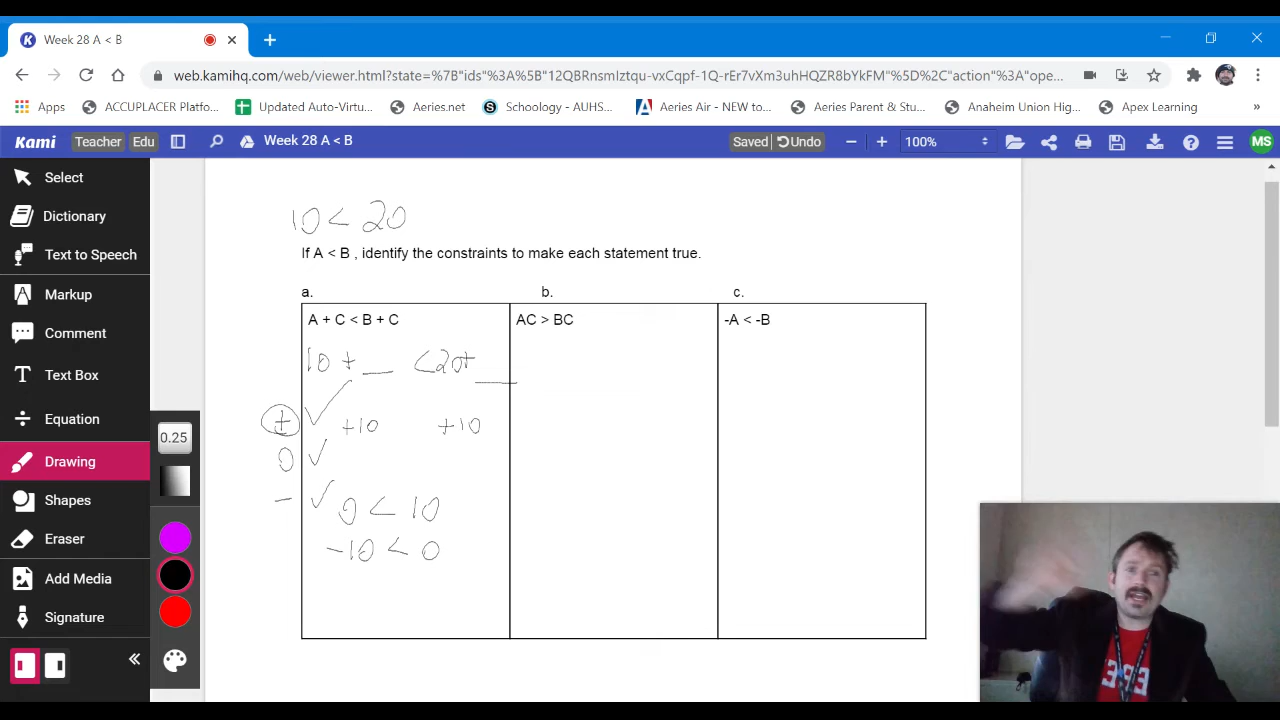 Week 28 A < B
web.kamihq.com/web/viewer.html?state=%7B"ids"%3A%5B"12QBRnsmIztqu-vxCqpf-1Q-rEr7vXm3uhHQZR8bYkFM"%5D%2C"action"%3A"ope...
Apps ACCUPLACER Platfo... Updated Auto-Virtu... Aeries.net Schoology - AUHS... Aeries Air - NEW to... Aeries Parent & Stu... Anaheim Union Hig... Apex Learning »
Kami Teacher Edu Week 28 A < B Saved Undo 100% MS
Select
Dictionary
Text to Speech
Markup
Comment
Text Box
Equation
0.25
Drawing
Shapes
Eraser
Add Media
Signature
10 < 20
If A < B , identify the constraints to make each statement true.
a. b. c.
A + C < B + C AC > BC -A < -B
10 + __ < 20+ __
+ ✓ +10 +10
0 ✓
- ✓ 0 < 10
-10 < 0